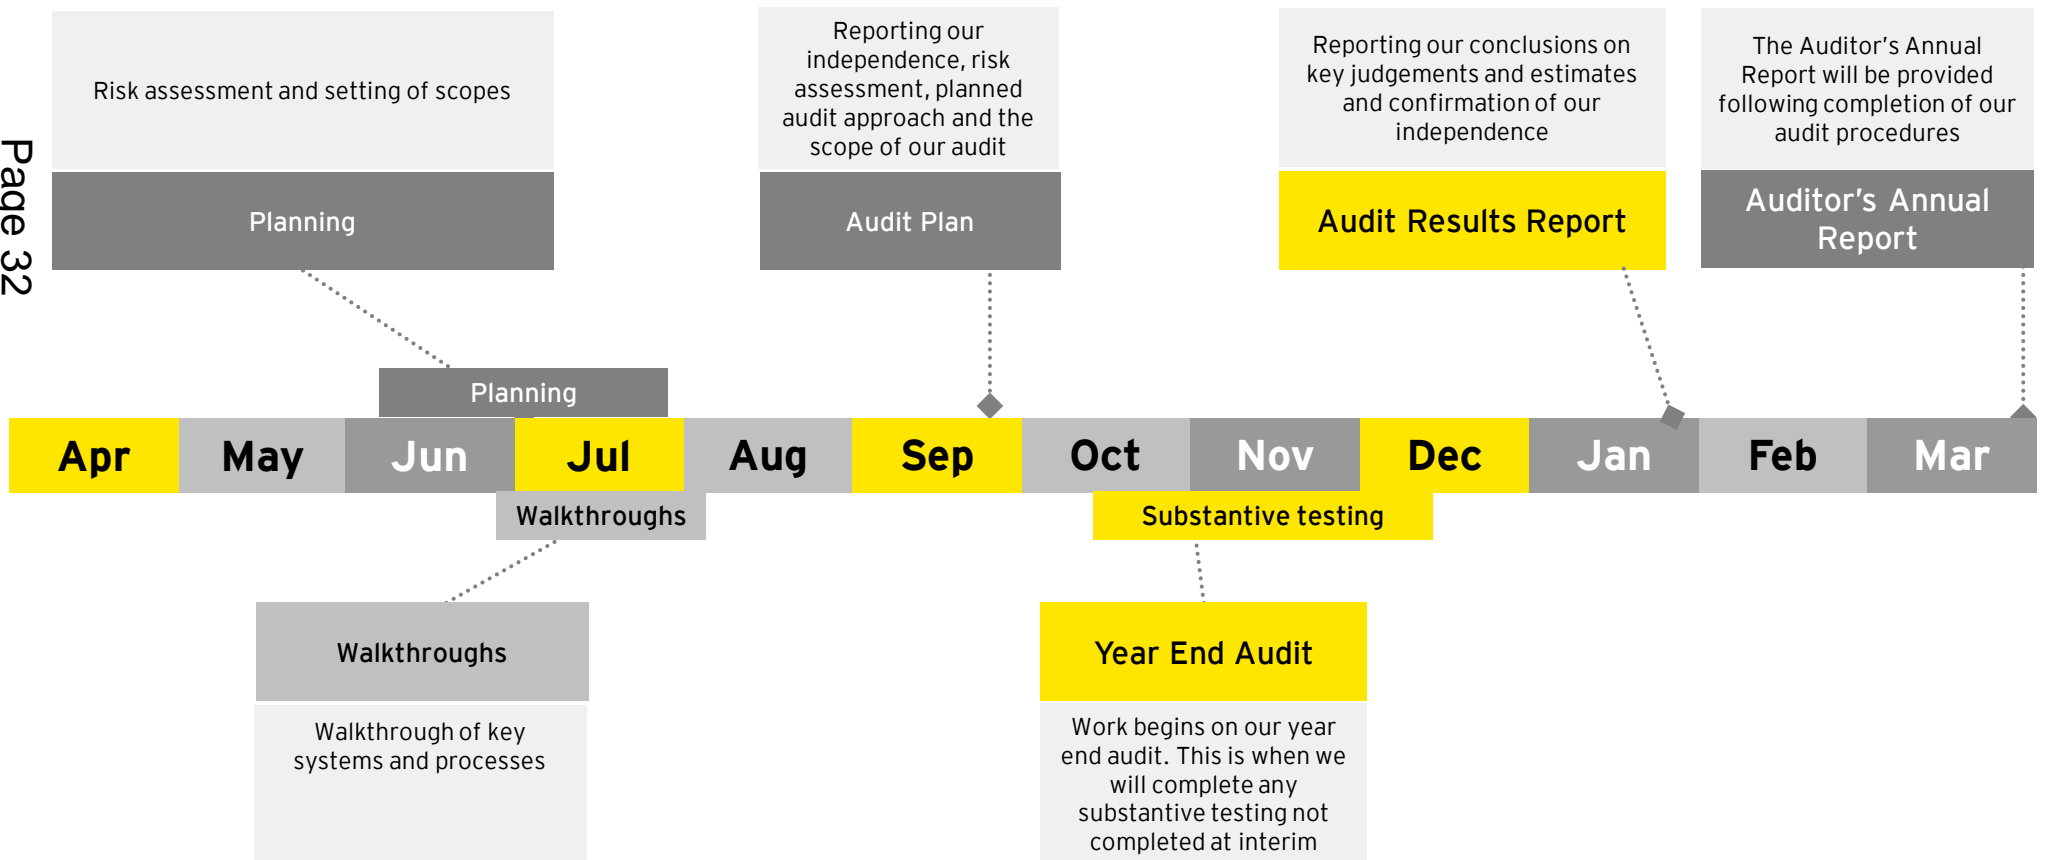 Risk assessment and setting of scopes
Planning
Reporting our
independence, risk
assessment, planned
audit approach and the
scope of our audit
Audit Plan
Reporting our conclusions on
key judgements and estimates
and confirmation of our
independence
Audit Results Report
The Auditor's Annual
Report will be provided
following completion of our
audit procedures
Auditor's Annual
Report
Page 32
Planning
Apr May Jun Jul Aug Sep Oct Nov Dec Jan Feb Mar
Walkthroughs
Substantive testing
Walkthroughs
Walkthrough of key
systems and processes
Year End Audit
Work begins on our year
end audit. This is when we
will complete any
substantive testing not
completed at interim